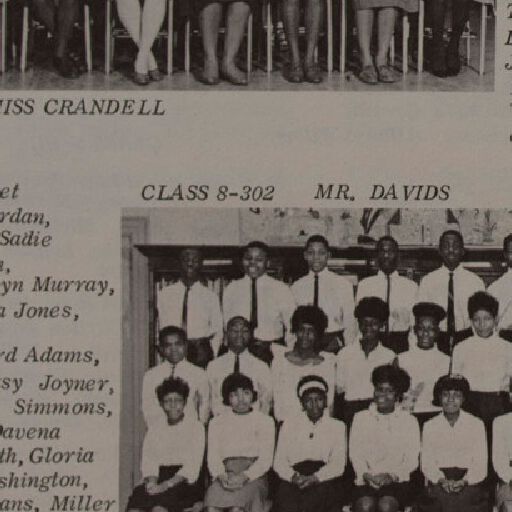 ISS CRANDELL
CLASS 8-302 MR. DAVIDS
et
rdan,
Sadie
n,
yn Murray,
a Jones,
rd Adams,
sy Joyner,
Simmons,
Davena
th, Gloria
shington,
ans, Miller